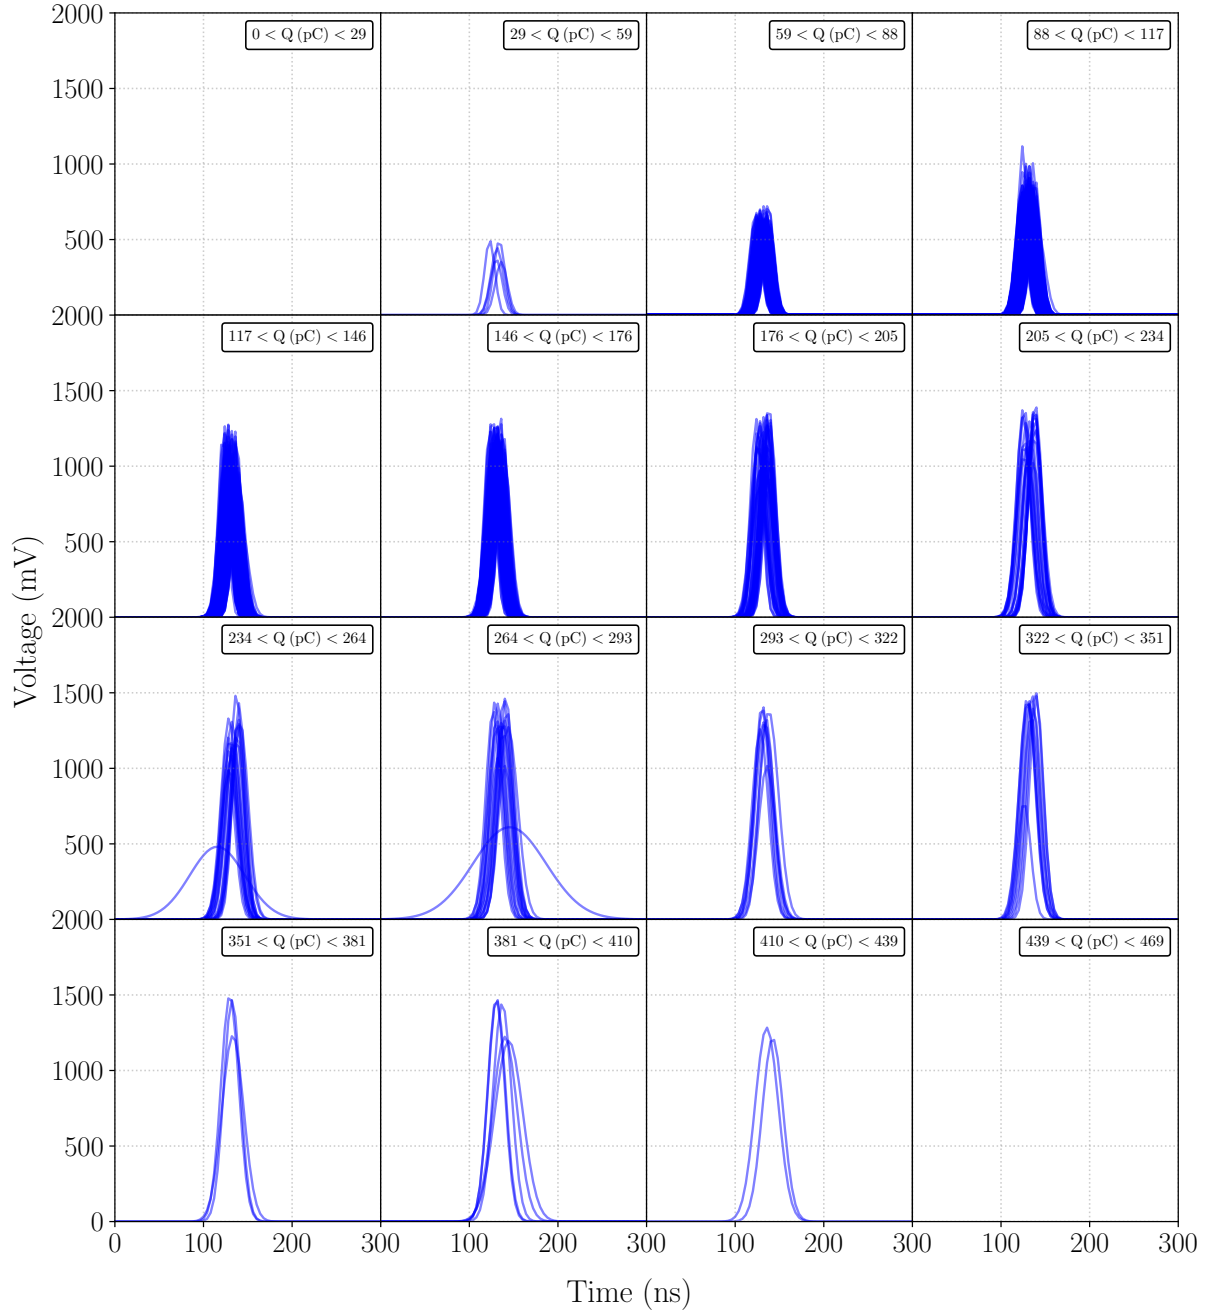 2000
0 < Q (pC) < 29
29 < Q (pC) < 59
59 < Q (pC) < 88
88 < Q (pC) < 117
1500
1000
500
2000
117 < Q (pC) < 146
146 < Q (pC) < 176
176 < Q (pC) < 205
205 < Q (pC) < 234
1500
1000
500
2000
234 < Q (pC) < 264
264 < Q (pC) < 293
293 < Q (pC) < 322
322 < Q (pC) < 351
1500
1000
500
2000
351 < Q (pC) < 381
381 < Q (pC) < 410
410 < Q (pC) < 439
439 < Q (pC) < 469
1500
1000
500
0
Voltage (mV)
0 100 200 300 100 200 300 100 200 300 100 200 300
Time (ns)